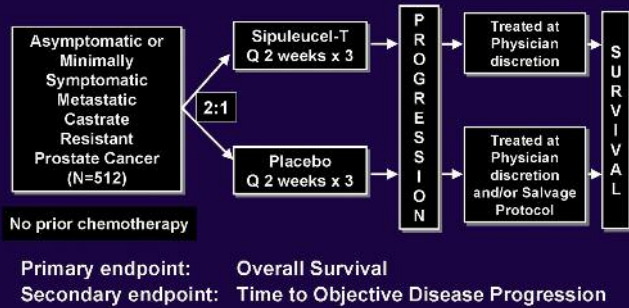 Asymptomatic or
Minimally
Symptomatic
Metastatic
Castrate
Resistant
Prostate Cancer
(N=512)
No prior chemotherapy
2:1
Sipuleucel-T
Q 2 weeks x 3
Placebo
Q 2 weeks x 3
PROGRESSION
Treated at
Physician
discretion
Treated at
Physician
discretion
and/or Salvage
Protocol
SURVIVAL
Primary endpoint: Overall Survival
Secondary endpoint: Time to Objective Disease Progression